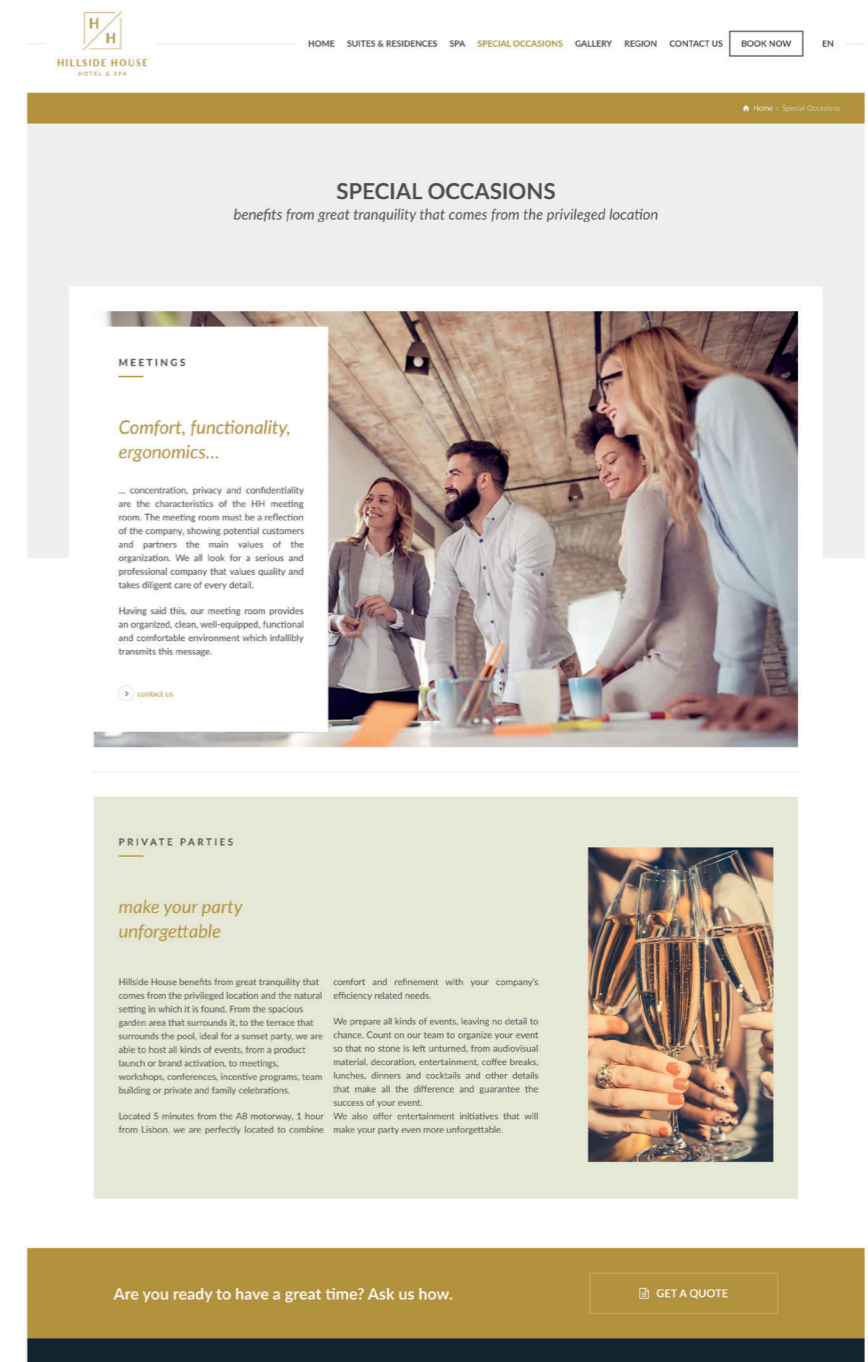 H
H
HILLSIDE HOUSE
HOTEL & SPA
HOME SUITES & RESIDENCES SPA SPECIAL OCCASIONS GALLERY REGION CONTACT US BOOK NOW EN
Home > Special Occasions
SPECIAL OCCASIONS
benefits from great tranquility that comes from the privileged location
MEETINGS
Comfort, functionality,
ergonomics...
... concentration, privacy and confidentiality
are the characteristics of the HH meeting
room. The meeting room must be a reflection
of the company, showing potential customers
and partners the main values of the
organization. We all look for a serious and
professional company that values quality and
takes diligent care of every detail.
Having said this, our meeting room provides
an organized, clean, well-equipped, functional
and comfortable environment which infallibly
transmits this message.
> contact us
PRIVATE PARTIES
make your party
unforgettable
Hillside House benefits from great tranquility that
comes from the privileged location and the natural
setting in which it is found. From the spacious
garden area that surrounds it, to the terrace that
surrounds the pool, ideal for a sunset party, we are
able to host all kinds of events, from a product
launch or brand activation, to meetings,
workshops, conferences, incentive programs, team
building or private and family celebrations.
Located 5 minutes from the A8 motorway, 1 hour
from Lisbon, we are perfectly located to combine
comfort and refinement with your company's
efficiency related needs.
We prepare all kinds of events, leaving no detail to
chance. Count on our team to organize your event
so that no stone is left unturned, from audiovisual
material, decoration, entertainment, coffee breaks,
lunches, dinners and cocktails and other details
that make all the difference and guarantee the
success of your event.
We also offer entertainment initiatives that will
make your party even more unforgettable.
Are you ready to have a great time? Ask us how.
GET A QUOTE